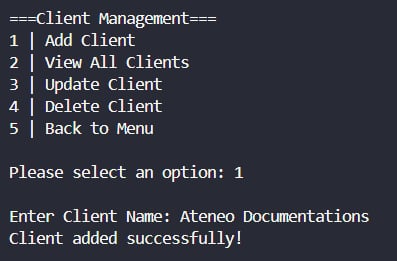 ===Client Management===
1 | Add Client
2 | View All Clients
3 | Update Client
4 | Delete Client
5 | Back to Menu
Please select an option: 1
Enter Client Name: Ateneo Documentations
Client added successfully!